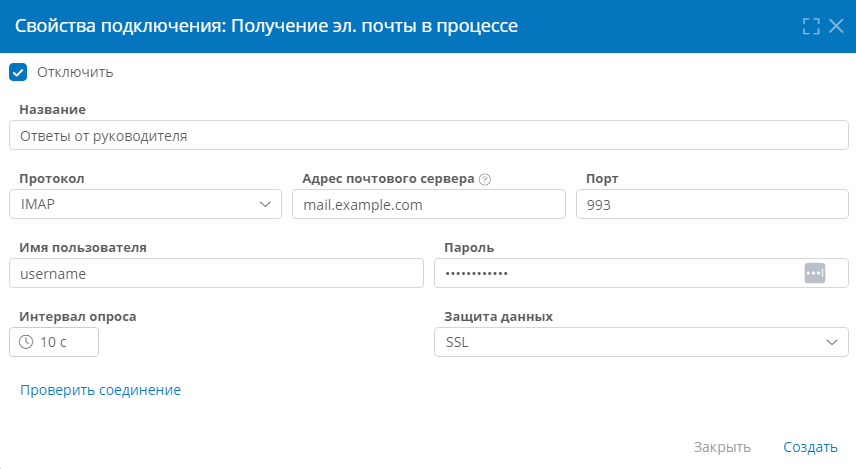 Свойства подключения: Получение эл. почты в процессе
Отключить
Название
Ответы от руководителя
Протокол Адрес почтового сервера ? Порт
IMAP mail.example.com 993
Имя пользователя Пароль
username ••••••••••••
Интервал опроса Защита данных
10 с SSL
Проверить соединение
Закрыть Создать